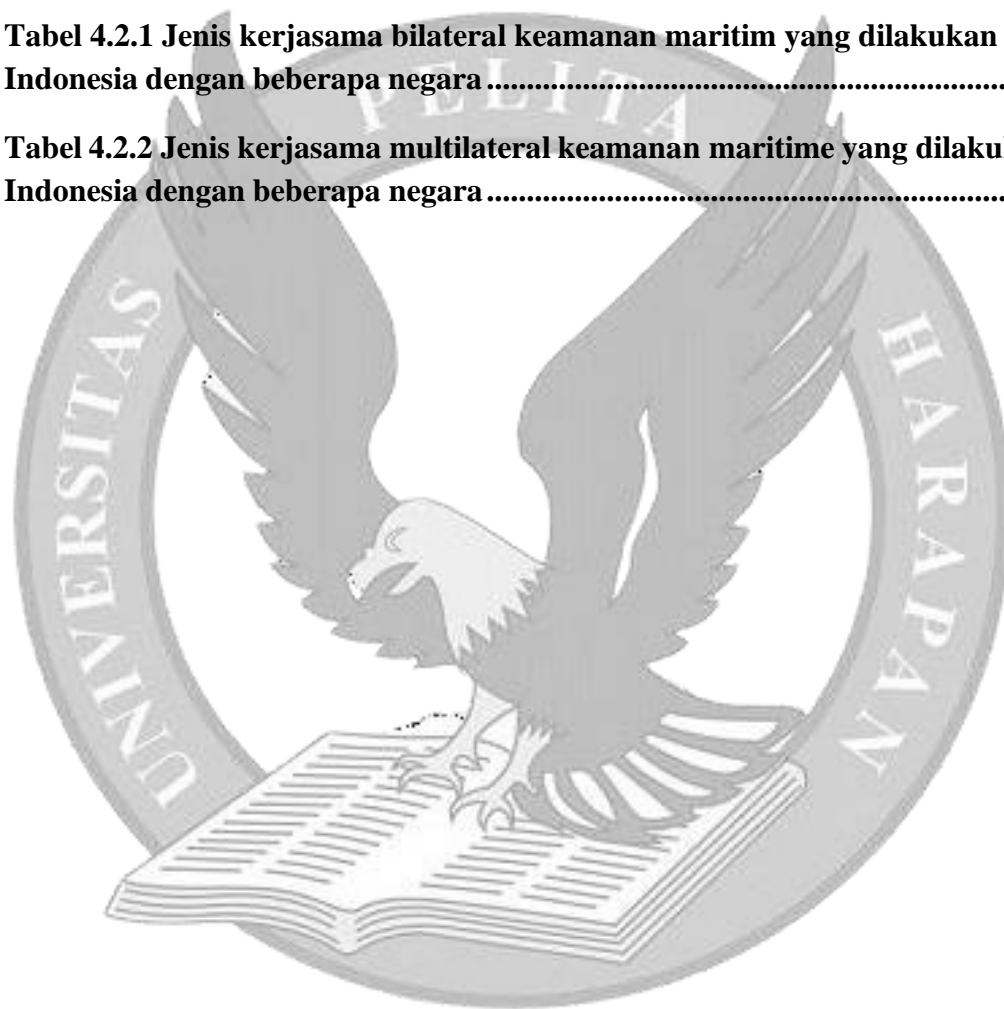 Tabel 4.2.1 Jenis kerjasama bilateral keamanan maritim yang dilakukan
Indonesia dengan beberapa negara ..................................................................
Tabel 4.2.2 Jenis kerjasama multilateral keamanan maritime yang dilaku
Indonesia dengan beberapa negara ..................................................................
UNIVERSITAS PELITA HARAPAN